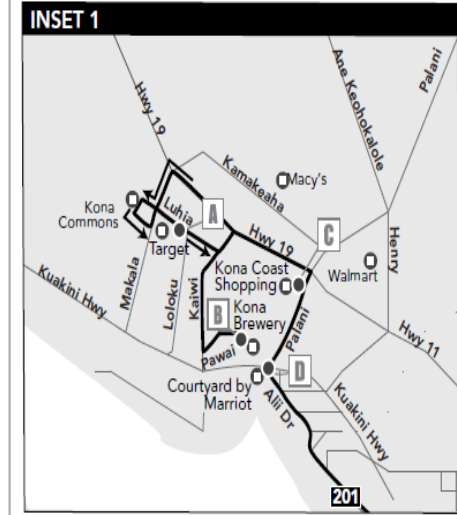 INSET 1
Hwy 19
Ane Keohokalole
Palani
Kamakeaha
Macy's
Kona
Commons
Luhia
A
Target
Hwy 19
C
Henry
Walmart
Kona Coast
Shopping
Kuakini Hwy
Makala
Loloku
Kaiwi
B
Kona
Brewery
Palani
Pawai
Hwy 11
Courtyard by
Marriot
D
Alii Dr
Kuakini Hwy
201